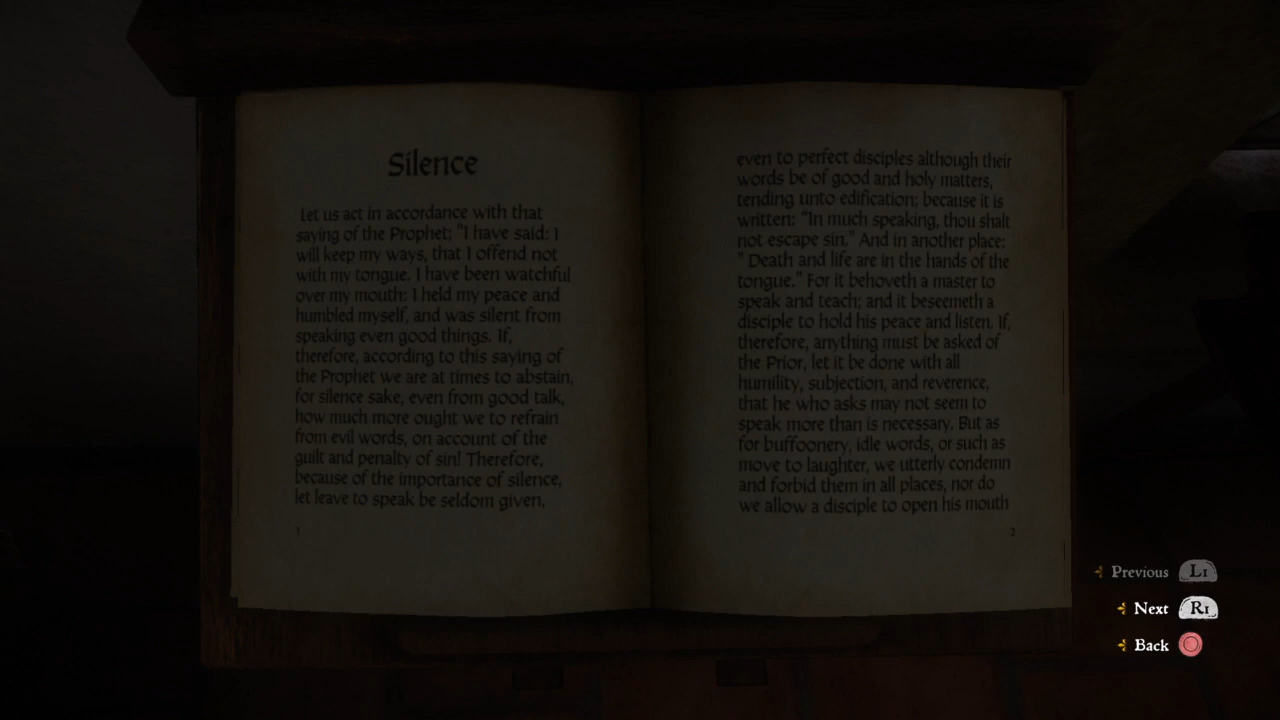 Silence
Let us act in accordance with that
saying of the Prophet; "I have said: I
will keep my ways, that I offend not
with my tongue. I have been watchful
over my mouth: I held my peace and
humbled myself, and was silent from
speaking even good things. If,
therefore, according to this saying of
the Prophet we are at times to abstain,
for silence sake, even from good talk,
how much more ought we to refrain
from evil words, on account of the
guilt and penalty of sin! Therefore,
because of the importance of silence,
let leave to speak be seldom given,
1
even to perfect disciples although their
words be of good and holy matters,
tending unto edification; because it is
written: "In much speaking, thou shalt
not escape sin." And in another place:
" Death and life are in the hands of the
tongue." For it behoveth a master to
speak and teach; and it beseemeth a
disciple to hold his peace and listen. If,
therefore, anything must be asked of
the Prior, let it be done with all
humility, subjection, and reverence,
that he who asks may not seem to
speak more than is necessary. But as
for buffoonery, idle words, or such as
move to laughter, we utterly condemn
and forbid them in all places, nor do
we allow a disciple to open his mouth
2
Previous L1
Next R1
Back